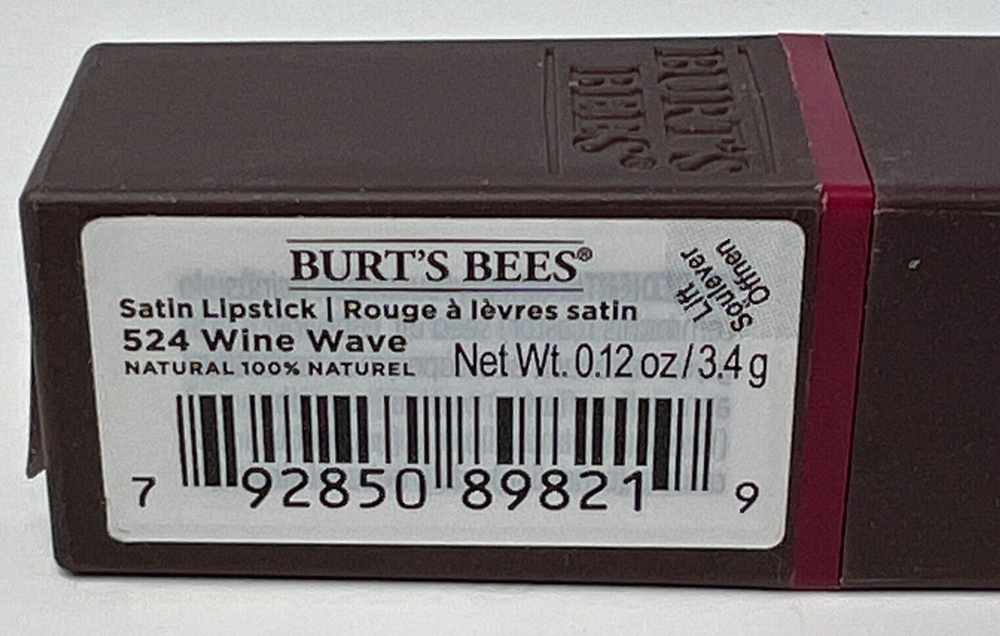 BURT'S
BEES®
BURT'S BEES®
Lift
Soulever
Öffnen
Satin Lipstick | Rouge à lèvres satin
524 Wine Wave
NATURAL 100% NATUREL
Net Wt. 0.12 oz/3.4 g
7 92850 89821 9